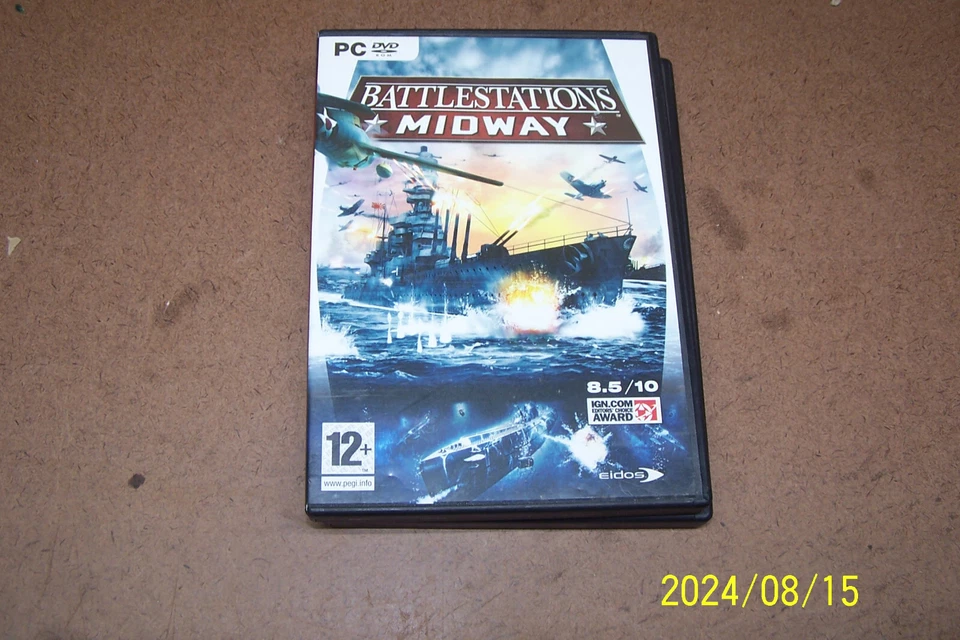 PC DVD
ROM
BATTLESTATIONS
MIDWAY
8.5/10
IGN.COM
EDITORS' CHOICE
AWARD
12+
www.pegi.info
eidos
2024/08/15